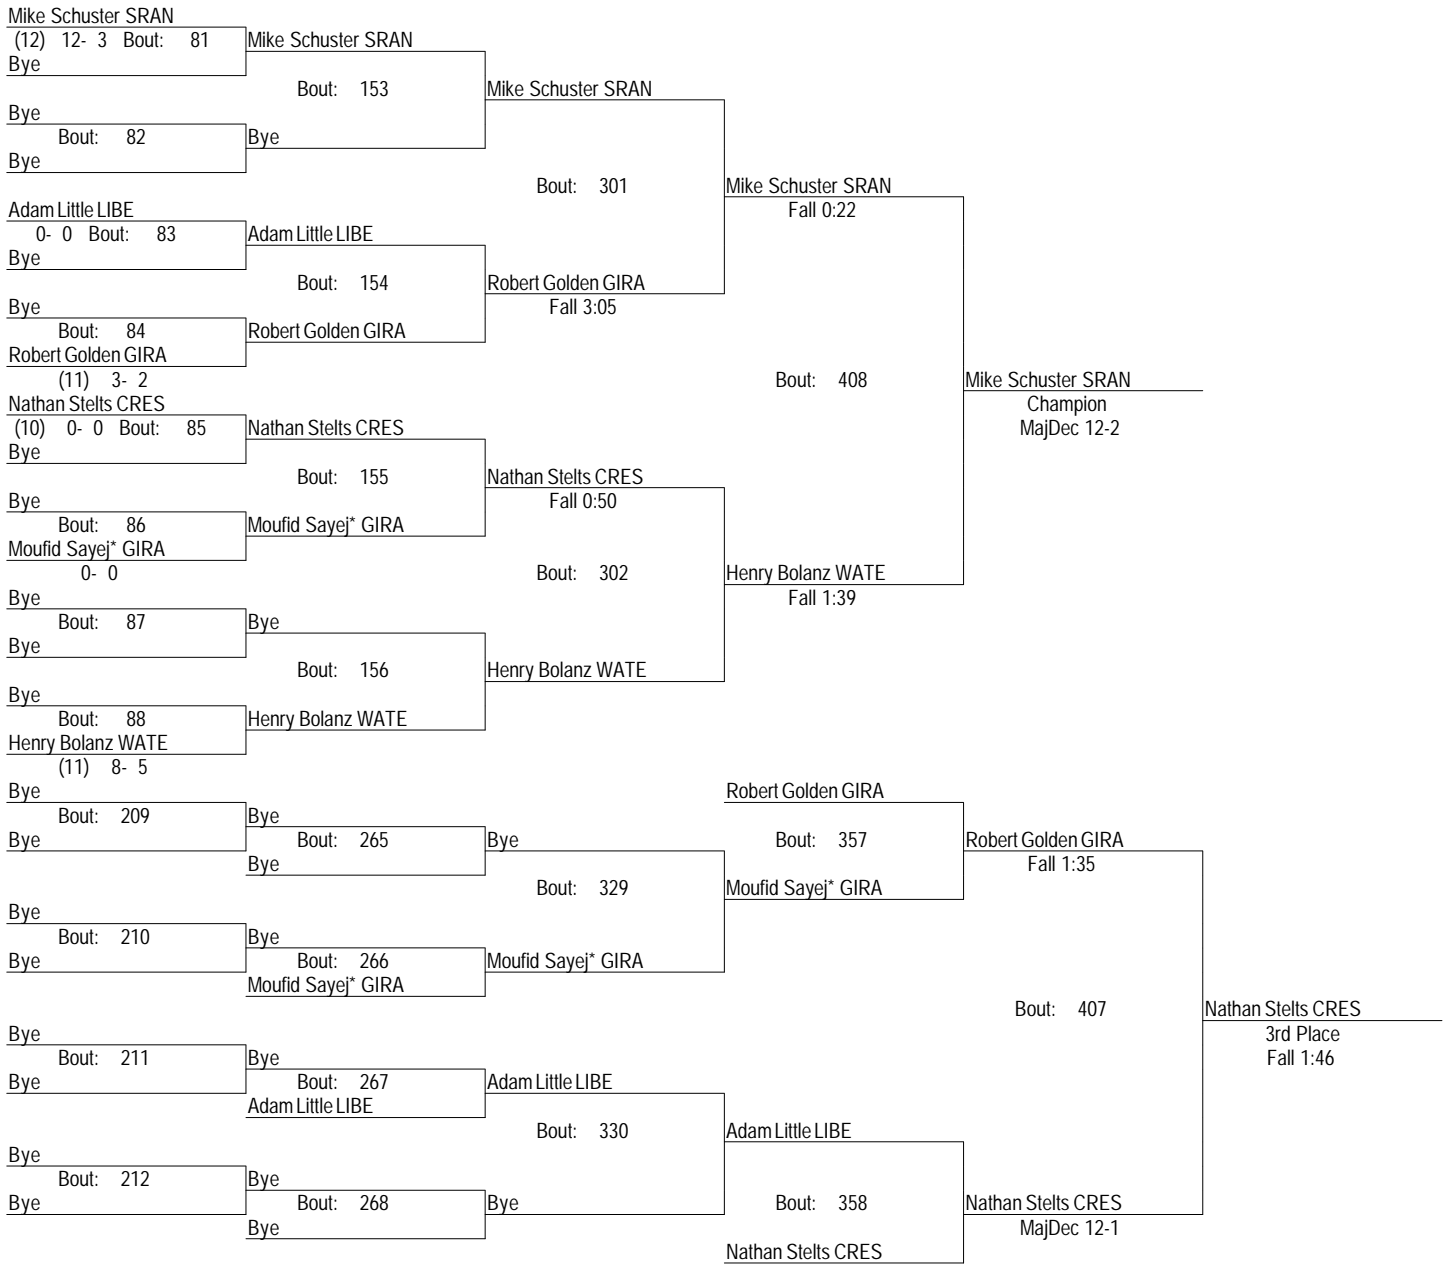 Mike Schuster SRAN
(12) 12- 3 Bout: 81 Mike Schuster SRAN
Bye
Bout: 153 Mike Schuster SRAN
Bye
Bout: 82 Bye
Bye
Bout: 301 Mike Schuster SRAN
Adam Little LIBE Fall 0:22
0- 0 Bout: 83 Adam Little LIBE
Bye
Bout: 154 Robert Golden GIRA
Bye Fall 3:05
Bout: 84 Robert Golden GIRA
Robert Golden GIRA
(11) 3- 2 Bout: 408 Mike Schuster SRAN
Nathan Stelts CRES Champion
(10) 0- 0 Bout: 85 Nathan Stelts CRES MajDec 12-2
Bye
Bout: 155 Nathan Stelts CRES
Bye Fall 0:50
Bout: 86 Moufid Sayej* GIRA
Moufid Sayej* GIRA
0- 0 Bout: 302 Henry Bolanz WATE
Bye Fall 1:39
Bout: 87 Bye
Bye
Bout: 156 Henry Bolanz WATE
Bye
Bout: 88 Henry Bolanz WATE
Henry Bolanz WATE
(11) 8- 5
Bye Robert Golden GIRA
Bout: 209 Bye
Bye Bout: 265 Bye Bout: 357 Robert Golden GIRA
Bye Fall 1:35
Bout: 329 Moufid Sayej* GIRA
Bye
Bout: 210 Bye
Bye Bout: 266 Moufid Sayej* GIRA
Moufid Sayej* GIRA
Bout: 407 Nathan Stelts CRES
Bye 3rd Place
Bout: 211 Bye Fall 1:46
Bye Bout: 267 Adam Little LIBE
Adam Little LIBE
Bout: 330 Adam Little LIBE
Bye
Bout: 212 Bye
Bye Bout: 268 Bye Bout: 358 Nathan Stelts CRES
Bye MajDec 12-1
Nathan Stelts CRES